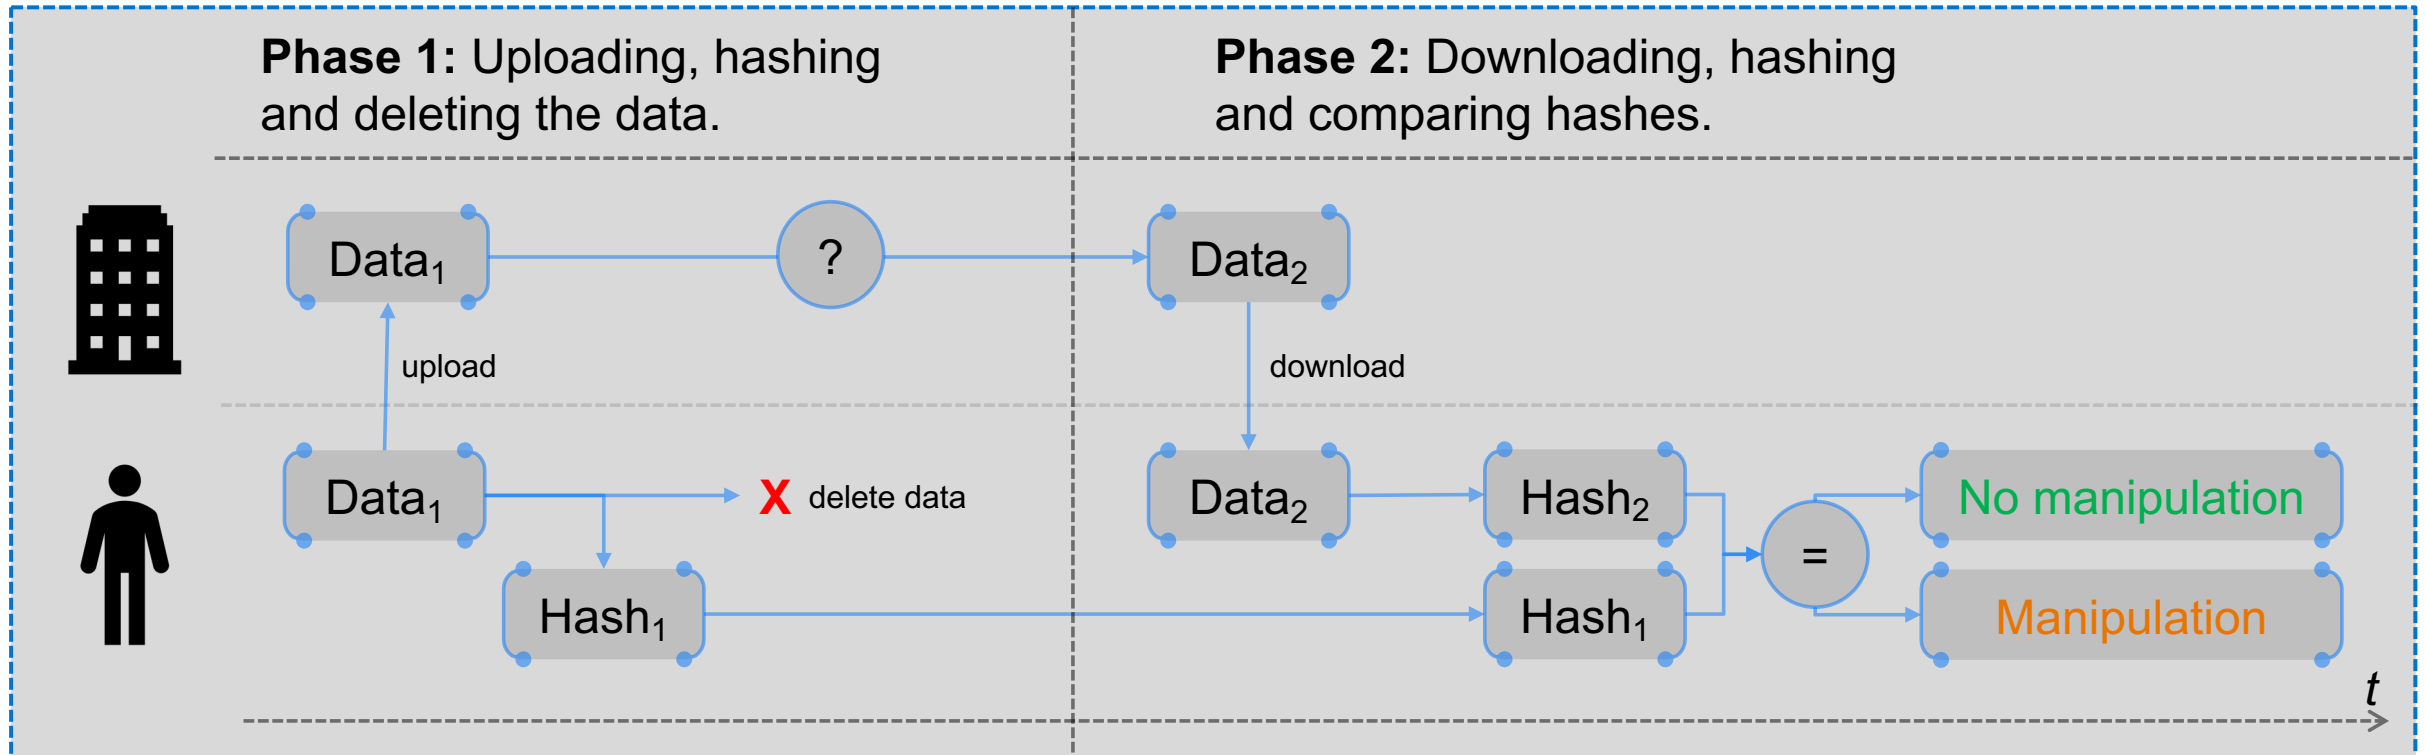 Phase 1: Uploading, hashing
and deleting the data.
Phase 2: Downloading, hashing
and comparing hashes.
Data₁
?
Data₂
upload
download
Data₁
X delete data
Data₂
Hash₂
=
No manipulation
Hash₁
Hash₁
Manipulation
t